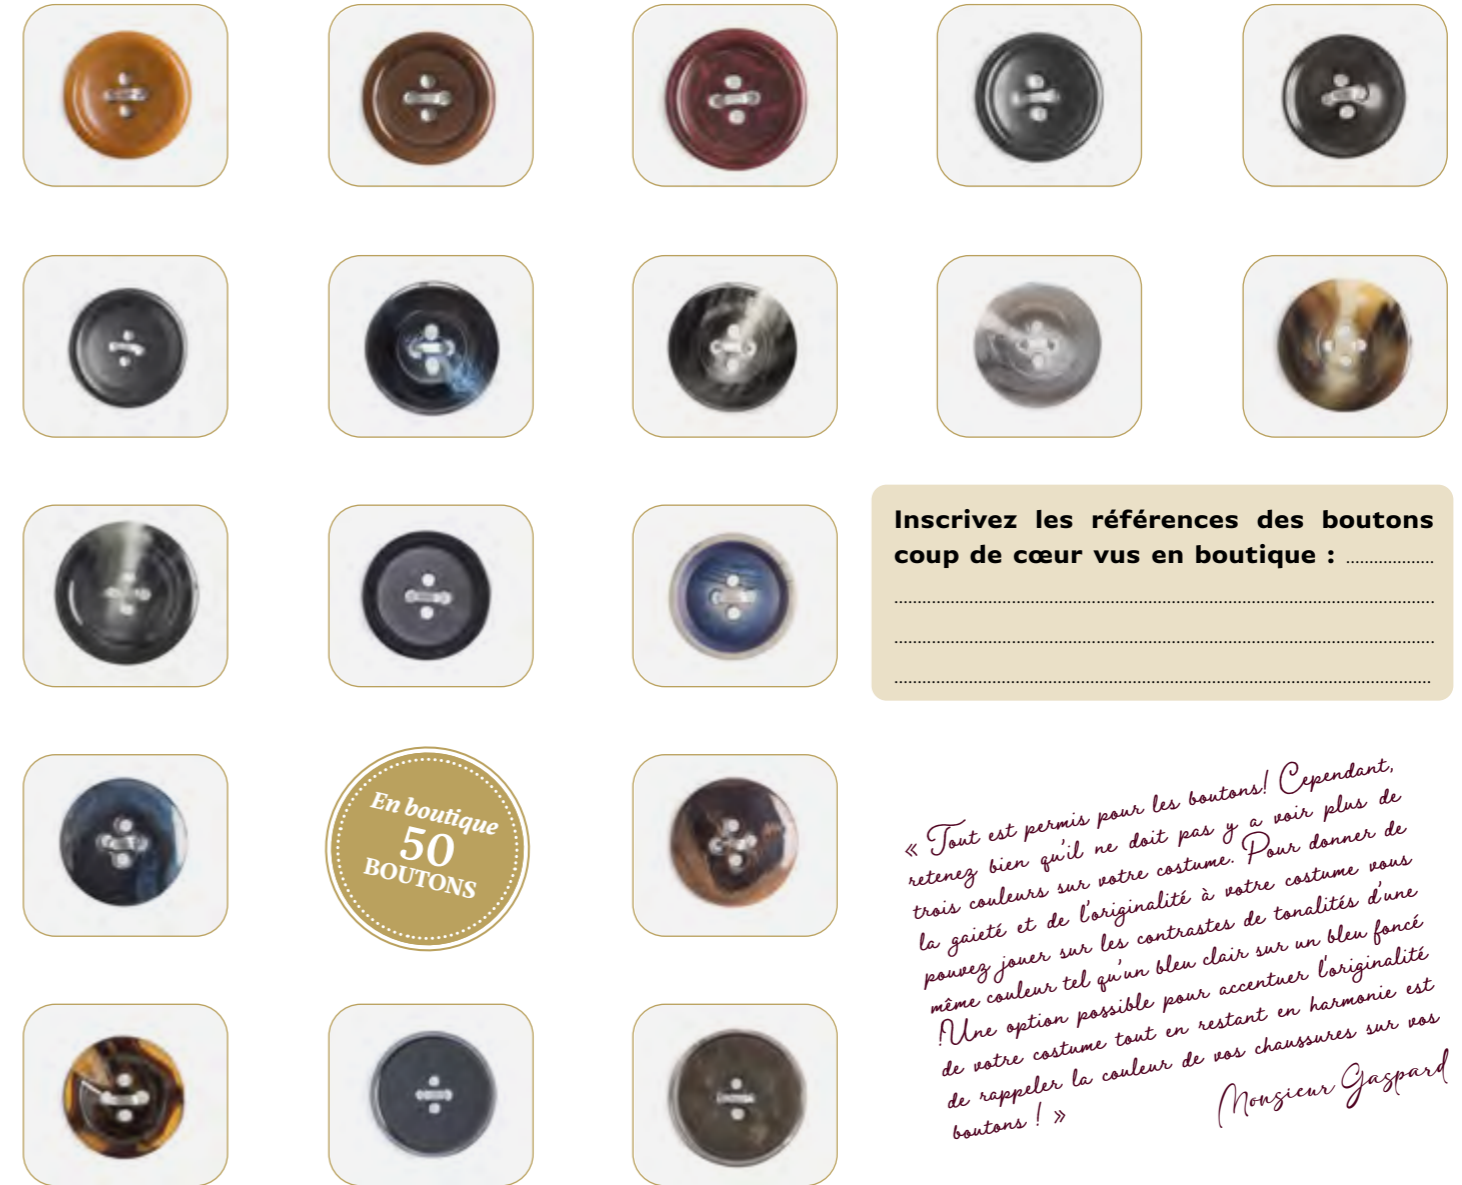 Inscrivez les références des boutons
coup de cœur vus en boutique : ....................
En boutique
50
BOUTONS
« Tout est permis pour les boutons! Cependant,
retenez bien qu'il ne doit pas y a voir plus de
trois couleurs sur votre costume. Pour donner de
la gaieté et de l'originalité à votre costume vous
pouvez jouer sur les contrastes de tonalités d'une
même couleur tel qu'un bleu clair sur un bleu foncé
!Une option possible pour accentuer l'originalité
de votre costume tout en restant en harmonie est
de rappeler la couleur de vos chaussures sur vos
boutons ! »
Monsieur Gaspard